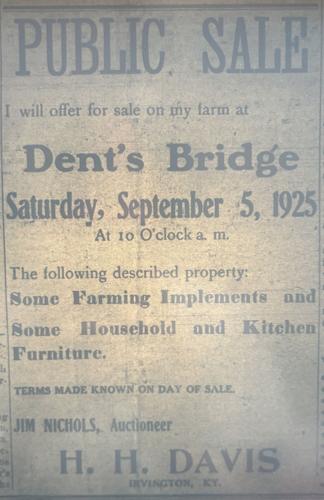 PUBLIC SALE
I will offer for sale on my farm at
Dent's Bridge
Saturday, September 5, 1925
At 10 O'clock a. m.
The following described property:
Some Farming Implements and
Some Household and Kitchen
Furniture.
TERMS MADE KNOWN ON DAY OF SALE.
JIM NICHOLS, Auctioneer
H. H. DAVIS
IRVINGTON, KY.